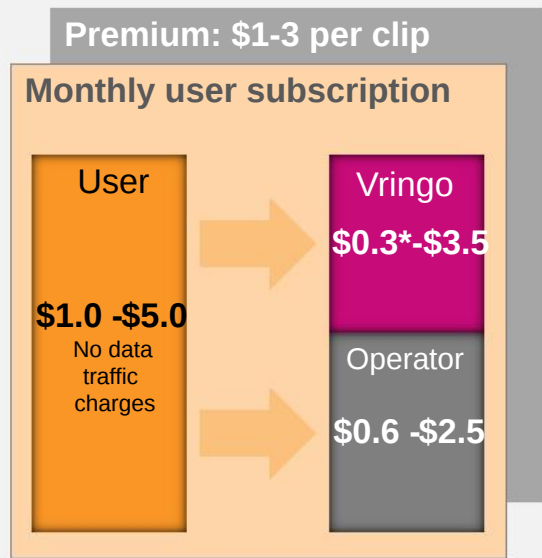 Premium: $1-3 per clip
Monthly user subscription
User
$1.0 -$5.0
No data
traffic
charges
Vringo
$0.3*-$3.5
Operator
$0.6 -$2.5